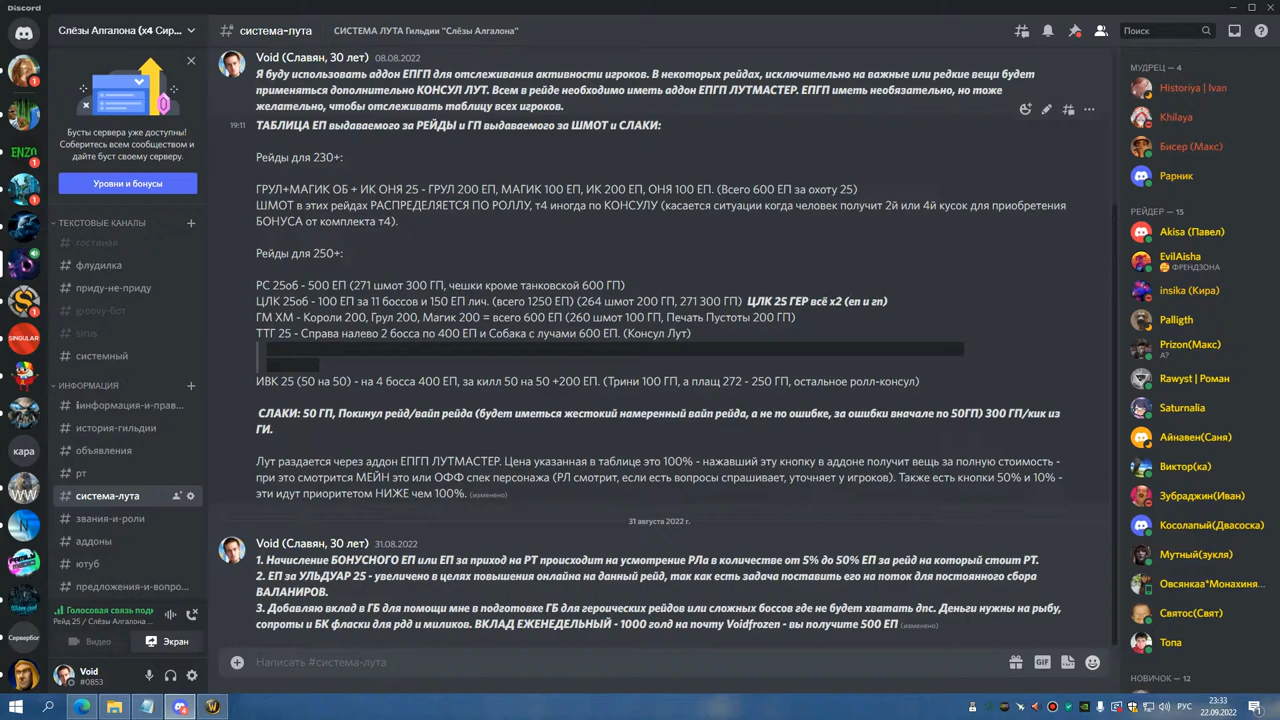 Discord
Слёзы Алгалона (x4 Сир...
система-лута
СИСТЕМА ЛУТА Гильдии "Слёзы Алгалона"
Поиск
Бусты сервера уже доступны!
Соберитесь всем сообществом и
дайте буст своему серверу.
Уровни и бонусы
ТЕКСТОВЫЕ КАНАЛЫ
гостиная
флудилка
приду-не-приду
groovy-бот
sirus
системный
ИНФОРМАЦИЯ
информация-и-прав...
история-гильдии
объявления
рт
система-лута
звания-и-роли
аддоны
ютуб
предложения-и-вопро...
Голосовая связь подк
Рейд 25 / Слёзы Алгалона ...
Видео
Экран
Void
#0853
ENZO
SINGULAR
кара
WW
Сервербог
Void (Славян, 30 лет) 08.08.2022
Я буду использовать аддон ЕПГП для отслеживания активности игроков. В некоторых рейдах, исключительно на важные или редкие вещи будет
применяться дополнительно КОНСУЛ ЛУТ. Всем в рейде необходимо иметь аддон ЕПГП ЛУТМАСТЕР. ЕПГП иметь необязательно, но тоже
желательно, чтобы отслеживать таблицу всех игроков.
19:11 ТАБЛИЦА ЕП выдаваемого за РЕЙДЫ и ГП выдаваемого за ШМОТ и СЛАКИ:
Рейды для 230+:
ГРУЛ+МАГИК ОБ + ИК ОНЯ 25 - ГРУЛ 200 ЕП, МАГИК 100 ЕП, ИК 200 ЕП, ОНЯ 100 ЕП. (Всего 600 ЕП за охоту 25)
ШМОТ в этих рейдах РАСПРЕДЕЛЯЕТСЯ ПО РОЛЛУ, т4 иногда по КОНСУЛУ (касается ситуации когда человек получит 2й или 4й кусок для приобретения
БОНУСА от комплекта т4).
Рейды для 250+:
РС 25об - 500 ЕП (271 шмот 300 ГП, чешки кроме танковской 600 ГП)
ЦЛК 25об - 100 ЕП за 11 боссов и 150 ЕП лич. (всего 1250 ЕП) (264 шмот 200 ГП, 271 300 ГП) ЦЛК 25 ГЕР всё x2 (еп и гп)
ГМ ХМ - Короли 200, Грул 200, Магик 200 = всего 600 ЕП (260 шмот 100 ГП, Печать Пустоты 200 ГП)
ТТГ 25 - Справа налево 2 босса по 400 ЕП и Собака с лучами 600 ЕП. (Консул Лут)
ИВК 25 (50 на 50) - на 4 босса 400 ЕП, за килл 50 на 50 +200 ЕП. (Трини 100 ГП, а плащ 272 - 250 ГП, остальное ролл-консул)
СЛАКИ: 50 ГП, Покинул рейд/вайп рейда (будет иметься жестокий намеренный вайп рейда, а не по ошибке, за ошибки вначале по 50ГП) 300 ГП/кик из
ГИ.
Лут раздается через аддон ЕПГП ЛУТМАСТЕР. Цена указанная в таблице это 100% - нажавший эту кнопку в аддоне получит вещь за полную стоимость -
при это смотрится МЕЙН это или ОФФ спек персонажа (РЛ смотрит, если есть вопросы спрашивает, уточняет у игроков). Также есть кнопки 50% и 10% -
эти идут приоритетом НИЖЕ чем 100%. (изменено)
31 августа 2022 г.
Void (Славян, 30 лет) 31.08.2022
1. Начисление БОНУСНОГО ЕП или ЕП за приход на РТ происходит на усмотрение РЛа в количестве от 5% до 50% ЕП за рейд на который стоит РТ.
2. ЕП за УЛЬДУАР 25 - увеличено в целях повышения онлайна на данный рейд, так как есть задача поставить его на поток для постоянного сбора
ВАЛАНИРОВ.
3. Добавляю вклад в ГБ для помощи мне в подготовке ГБ для героических рейдов или сложных боссов где не будет хватать дпс. Деньги нужны на рыбу,
сопроты и БК фласки для рдд и миликов. ВКЛАД ЕЖЕНЕДЕЛЬНЫЙ - 1000 голд на почту Voidfrozen - вы получите 500 ЕП (изменено)
Написать #система-лута
GIF
МУДРЕЦ — 4
Historiya | Ivan
Khilaya
Бисер (Макс)
Рарник
РЕЙДЕР — 15
Akisa (Павел)
EvilAisha
ФРЕНДЗОНА
insika (Кира)
Palligth
Prizon(Макс)
А?
Rawyst | Роман
Saturnalia
Айнавен(Саня)
Виктор(ка)
Зубраджин(Иван)
Косолапый(Двасоска)
Мутный(зукля)
Овсянкаа*Монахиня...
Святос(Свят)
Топа
НОВИЧОК — 12
РУС
23:33
22.09.2022